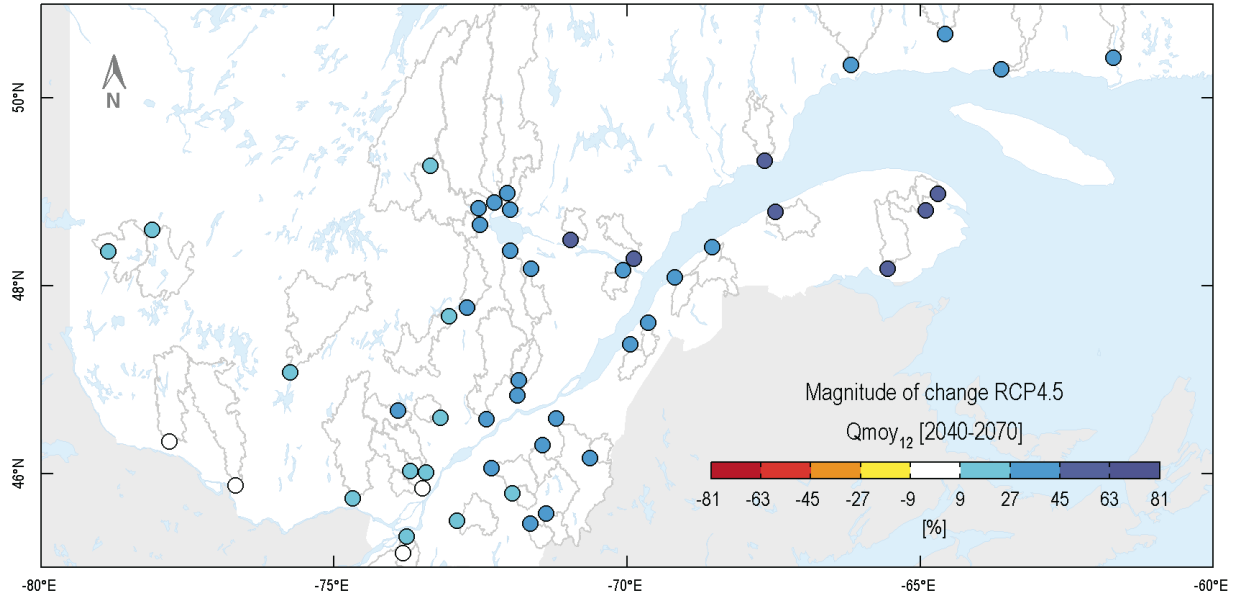 N
50°N
48°N
46°N
Magnitude of change RCP4.5
Qmoy12 [2040-2070]
-81 -63 -45 -27 -9 9 27 45 63 81
[%]
-80°E -75°E -70°E -65°E -60°E